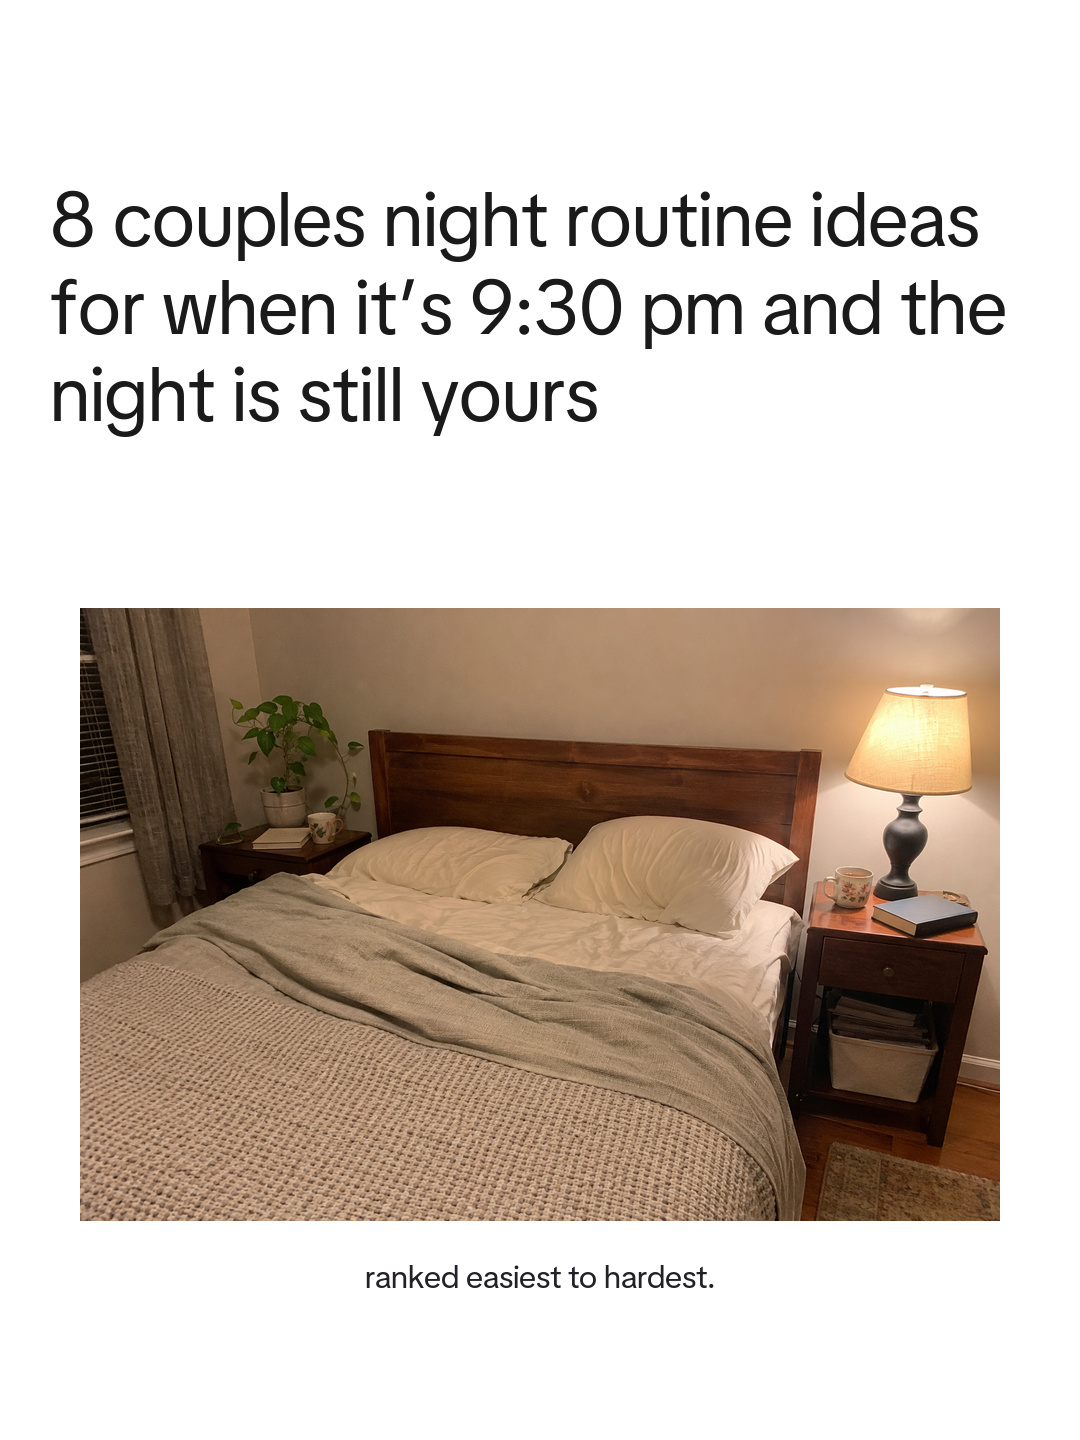 8 couples night routine ideas
for when it’s 9:30 pm and the
night is still yours
ranked easiest to hardest.